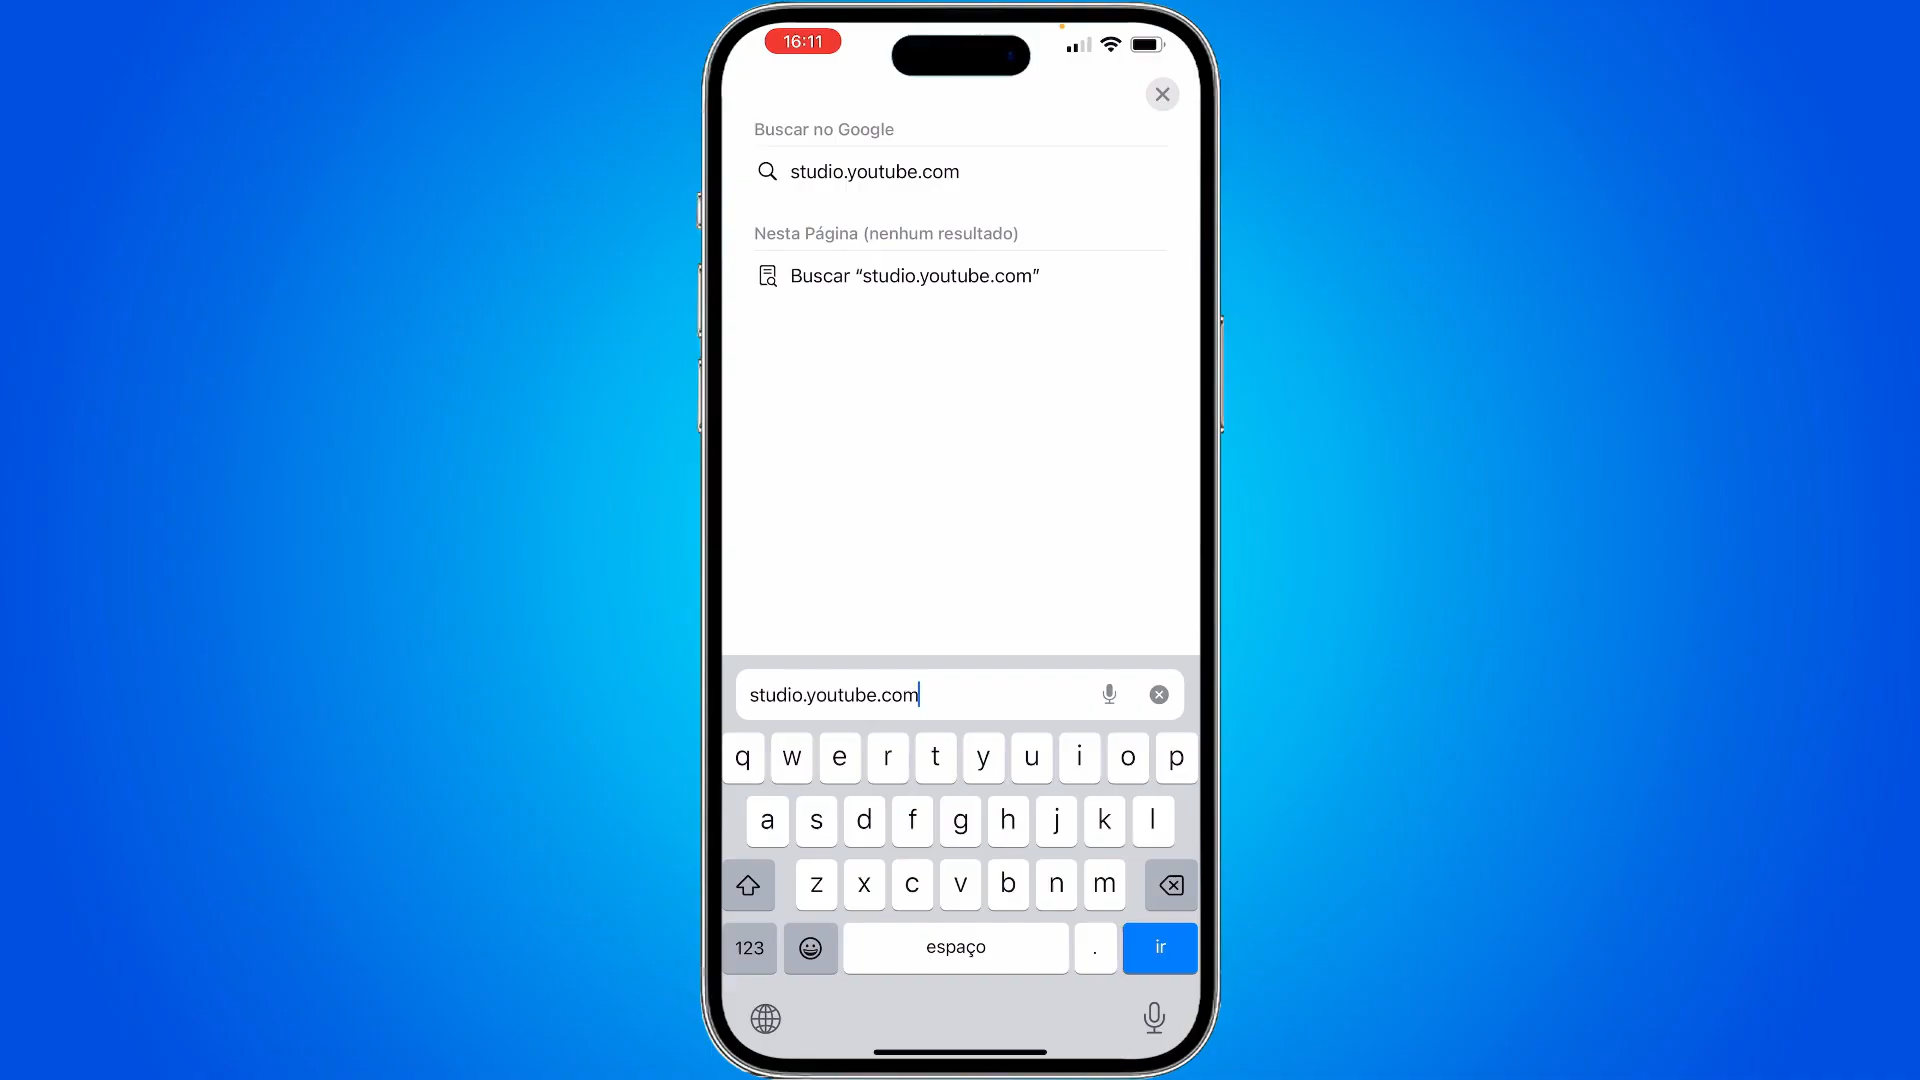 16:11
Buscar no Google
studio.youtube.com
Nesta Página (nenhum resultado)
Buscar “studio.youtube.com”
studio.youtube.com
q w e r t y u i o p
a s d f g h j k l
z x c v b n m
123 espaço . ir